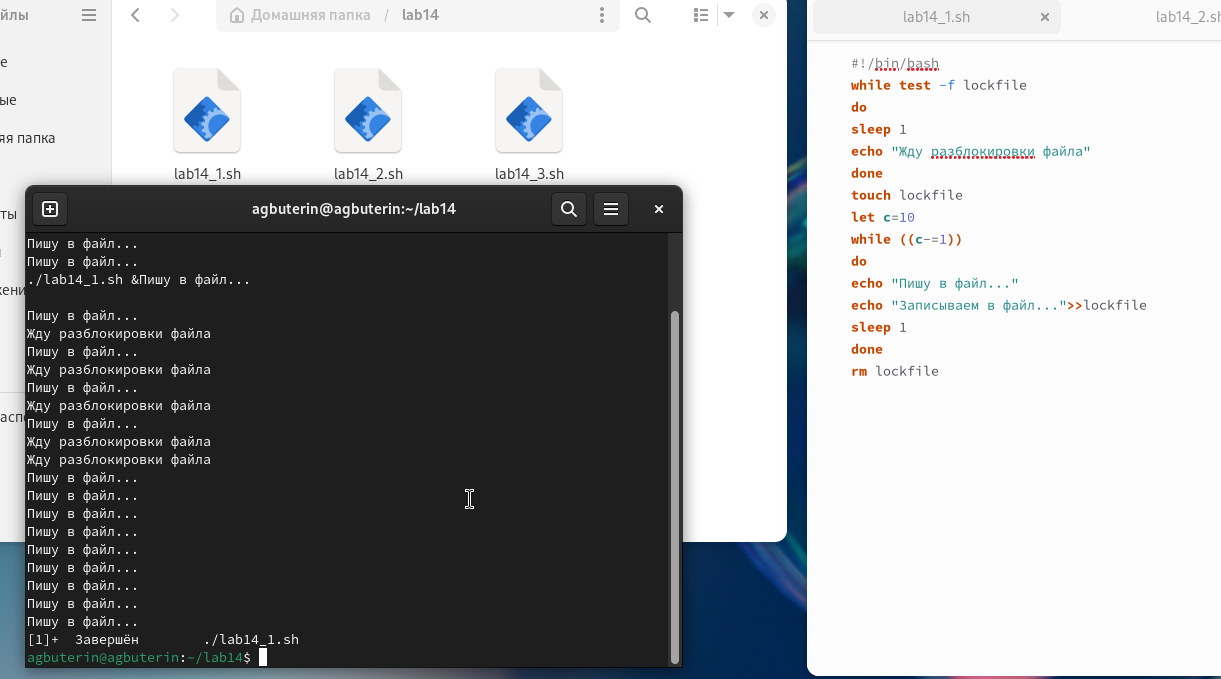 йлы
Домашняя папка / lab14
е
ые
яя папка
ты
жени
асп
lab14_1.sh
lab14_2.sh
lab14_3.sh
agbuterin@agbuterin:~/lab14
Пишу в файл...
Пишу в файл...
./lab14_1.sh &Пишу в файл...
Пишу в файл...
Жду разблокировки файла
Пишу в файл...
Жду разблокировки файла
Пишу в файл...
Жду разблокировки файла
Пишу в файл...
Жду разблокировки файла
Жду разблокировки файла
Пишу в файл...
Пишу в файл...
Пишу в файл...
Пишу в файл...
Пишу в файл...
Пишу в файл...
Пишу в файл...
Пишу в файл...
Пишу в файл...
[1]+  Завершён        ./lab14_1.sh
agbuterin@agbuterin:~/lab14$
lab14_1.sh
lab14_2.sh
#!/bin/bash
while test -f lockfile
do
sleep 1
echo "Жду разблокировки файла"
done
touch lockfile
let c=10
while ((c-=1))
do
echo "Пишу в файл..."
echo "Записываем в файл...">>lockfile
sleep 1
done
rm lockfile